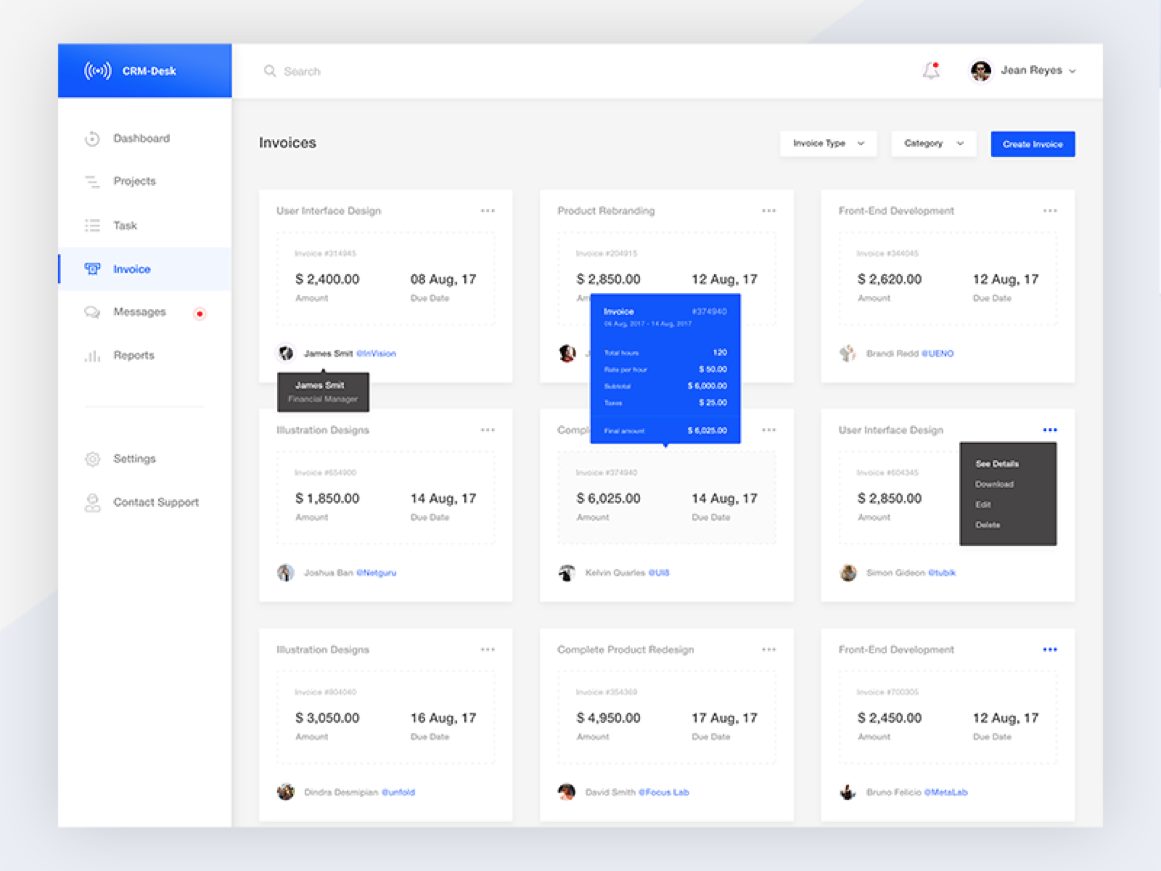 CRM-Desk
Search
Jean Reyes
Dashboard
Projects
Task
Invoice
Messages
Reports
Settings
Contact Support
Invoices
Invoice Type
Category
Create Invoice
User Interface Design
Invoice #314945
$ 2,400.00
08 Aug, 17
Amount
Due Date
James Smit @InVision
James Smit
Financial Manager
Product Rebranding
Invoice #204915
$ 2,850.00
12 Aug, 17
Due Date
Invoice
#374940
08 Aug, 2017 - 14 Aug, 2017
Total hours
120
Rate per hour
$ 50.00
Subtotal
$ 6,000.00
Taxes
$ 25.00
Final amount
$ 6,025.00
Front-End Development
Invoice #344045
$ 2,620.00
12 Aug, 17
Amount
Due Date
Brandi Redd @UENO
Illustration Designs
Invoice #654900
$ 1,850.00
14 Aug, 17
Amount
Due Date
Joshua Ban @Netguru
Invoice #374940
$ 6,025.00
14 Aug, 17
Amount
Due Date
Kelvin Quarles @UI8
User Interface Design
Invoice #604345
$ 2,850.00
Amount
See Details
Download
Edit
Delete
Simon Gideon @tubik
Illustration Designs
Invoice #904040
$ 3,050.00
16 Aug, 17
Amount
Due Date
Dindra Desmipian @unfold
Complete Product Redesign
Invoice #354369
$ 4,950.00
17 Aug, 17
Amount
Due Date
David Smith @Focus Lab
Front-End Development
Invoice #700305
$ 2,450.00
12 Aug, 17
Amount
Due Date
Bruno Felicio @MetaLab